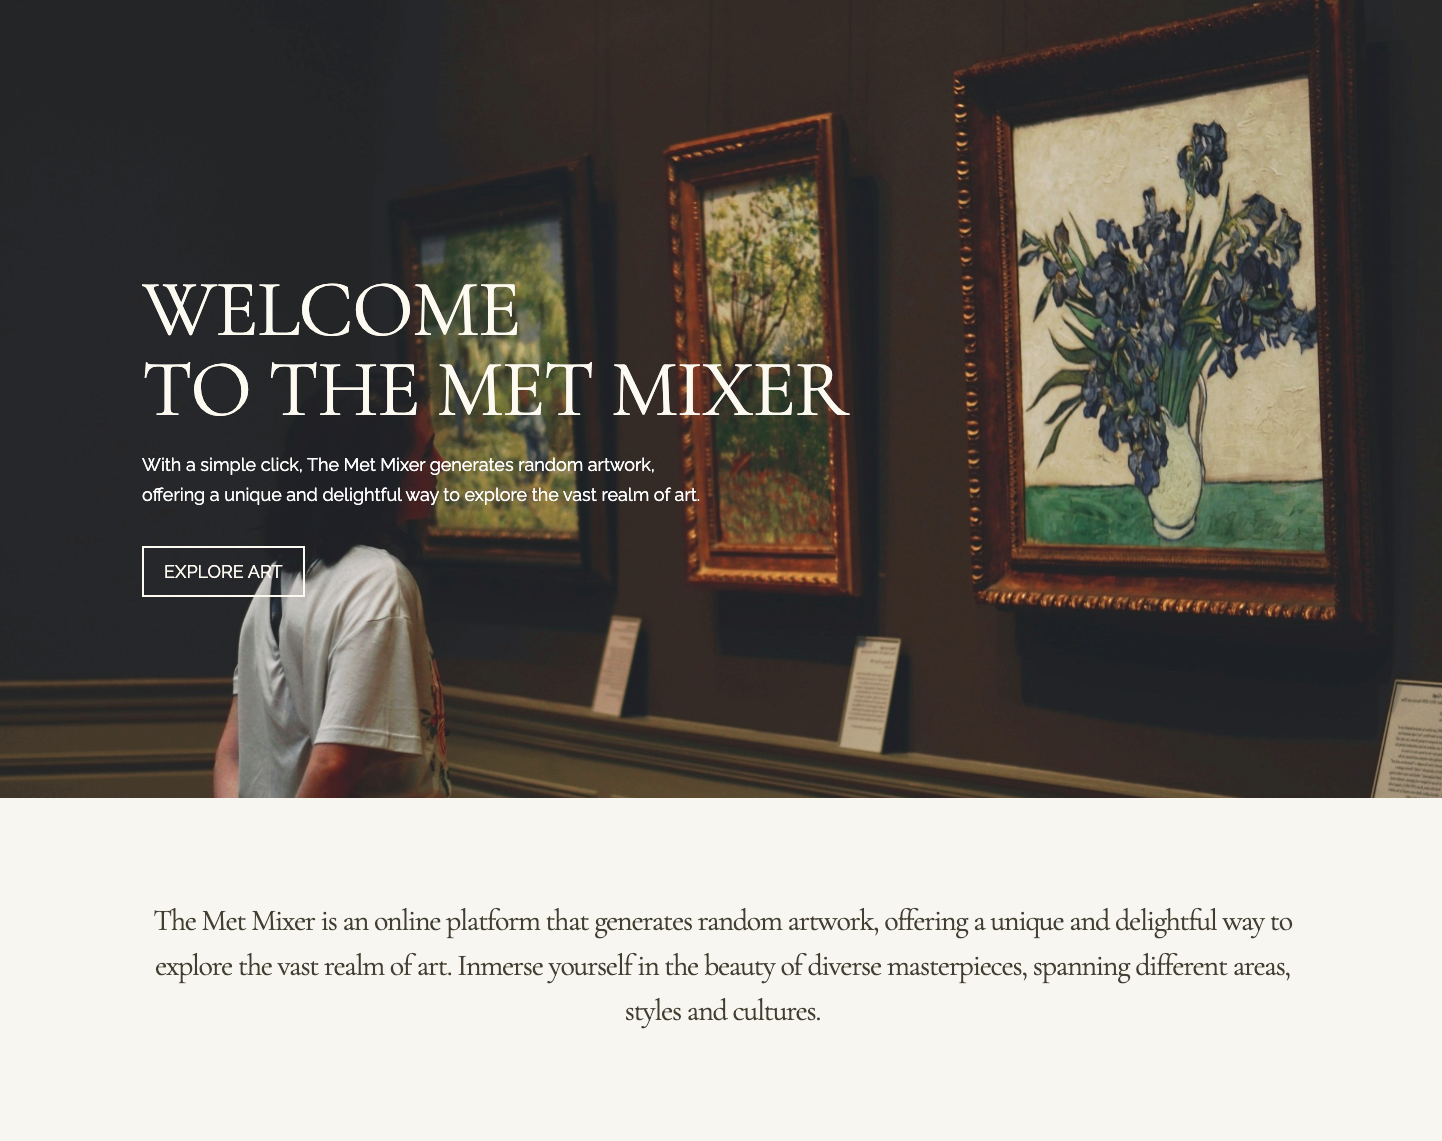 WELCOME
TO THE MET MIXER
With a simple click, The Met Mixer generates random artwork,
offering a unique and delightful way to explore the vast realm of art.
EXPLORE ART
The Met Mixer is an online platform that generates random artwork, offering a unique and delightful way to
explore the vast realm of art. Inmerse yourself in the beauty of diverse masterpieces, spanning different areas,
styles and cultures.